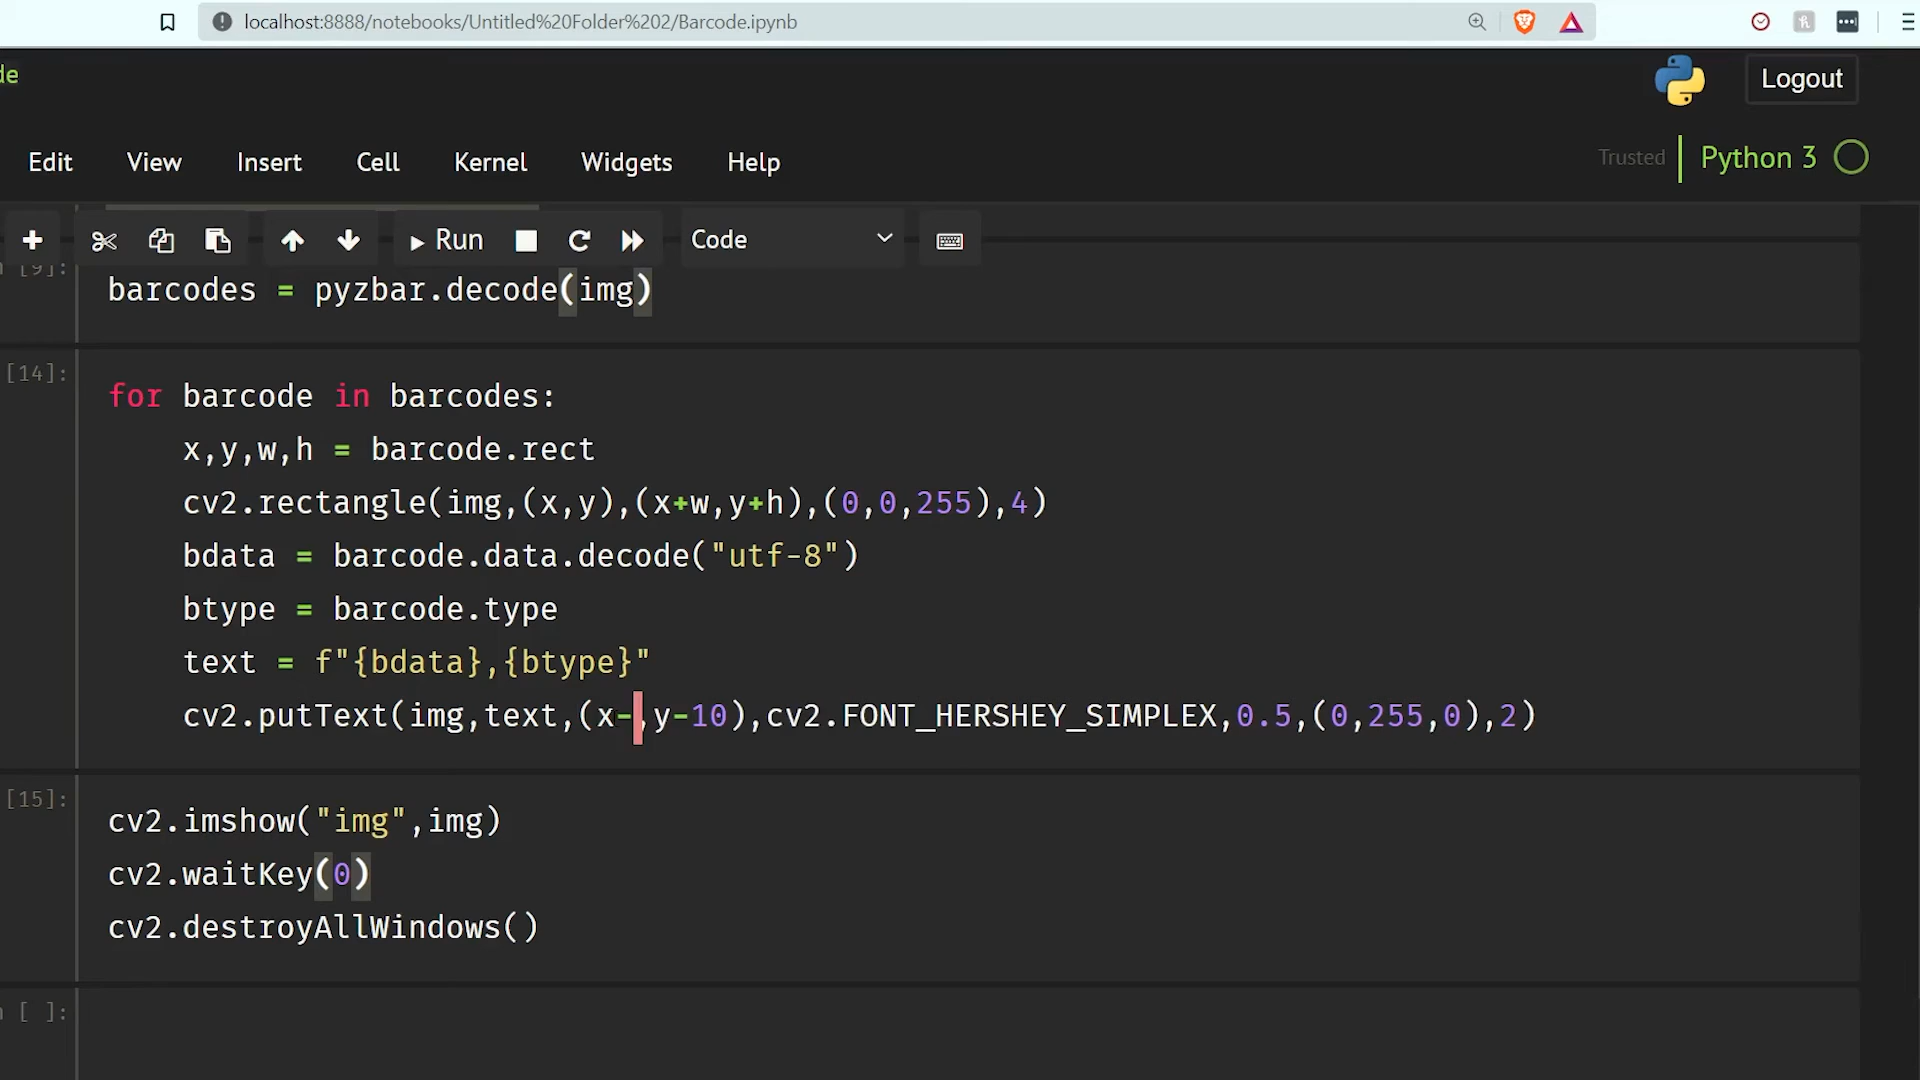 localhost:8888/notebooks/Untitled%20Folder%202/Barcode.ipynb
de
Logout
Edit View Insert Cell Kernel Widgets Help
Trusted
Python 3
Run
Code
[9]:
barcodes = pyzbar.decode(img)
[14]:
for barcode in barcodes:
x,y,w,h = barcode.rect
cv2.rectangle(img,(x,y),(x+w,y+h),(0,0,255),4)
bdata = barcode.data.decode("utf-8")
btype = barcode.type
text = f"{bdata},{btype}"
cv2.putText(img,text,(x-,y-10),cv2.FONT_HERSHEY_SIMPLEX,0.5,(0,255,0),2)
[15]:
cv2.imshow("img",img)
cv2.waitKey(0)
cv2.destroyAllWindows()
[ ]: